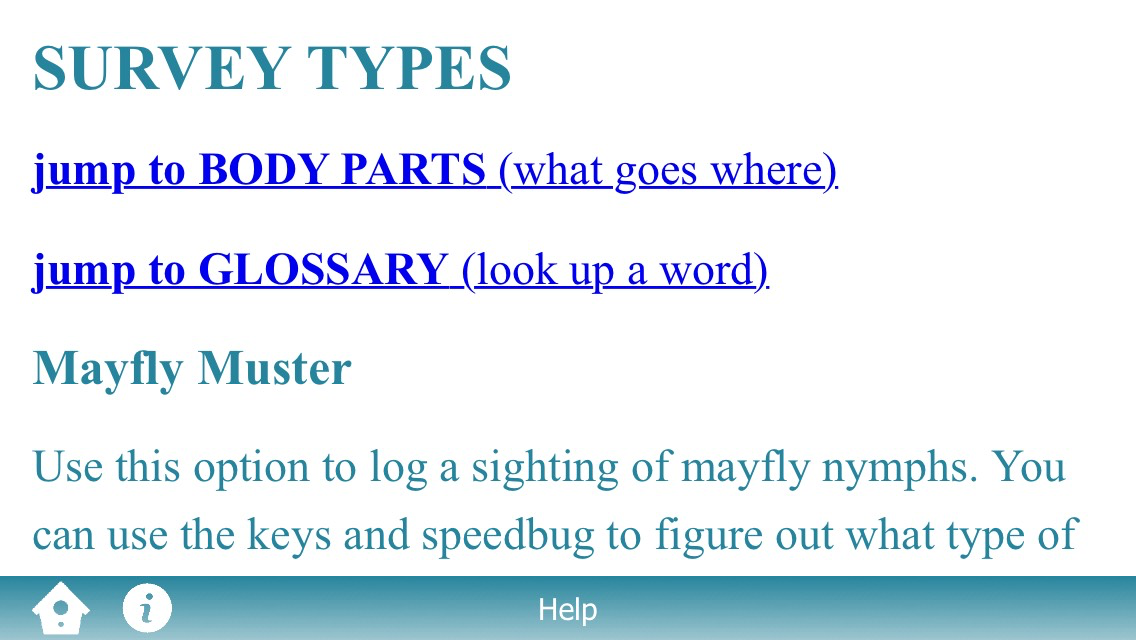 SURVEY TYPES
jump to BODY PARTS (what goes where)
jump to GLOSSARY (look up a word)
Mayfly Muster
Use this option to log a sighting of mayfly nymphs. You
can use the keys and speedbug to figure out what type of
i Help